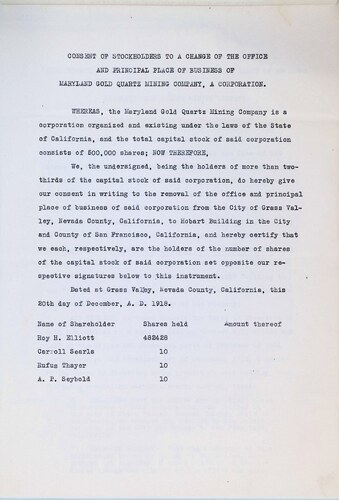 CONSENT OF STOCKHOLDERS TO A CHANGE OF THE OFFICE
AND PRINCIPAL PLACE OF BUSINESS OF
MARYLAND GOLD QUARTZ MINING COMPANY, A CORPORATION.
WHEREAS, the Maryland Gold Quartz Mining Company is a
corporation organized and existing under the laws of the State
of California, and the total capital stock of said corporation
consists of 500,000 shares; NOW THEREFORE,
We, the undersigned, being the holders of more than two-
thirds of the capital stock of said corporation, do hereby give
our consent in writing to the removal of the office and principal
place of business of said corporation from the City of Grass Val-
ley, Nevada County, California, to Hobart Building in the City
and County of San Francisco, California, and hereby certify that
we each, respectively, are the holders of the number of shares
of the capital stock of said corporation set opposite our re-
spective signatures below to this instrument.
Dated at Grass Valley, Nevada County, California, this
20th day of December, A. D. 1918.
Name of Shareholder Shares held Amount thereof
Roy H. Elliott 482428
Carroll Searls 10
Rufus Thayer 10
A. P. Seybold 10